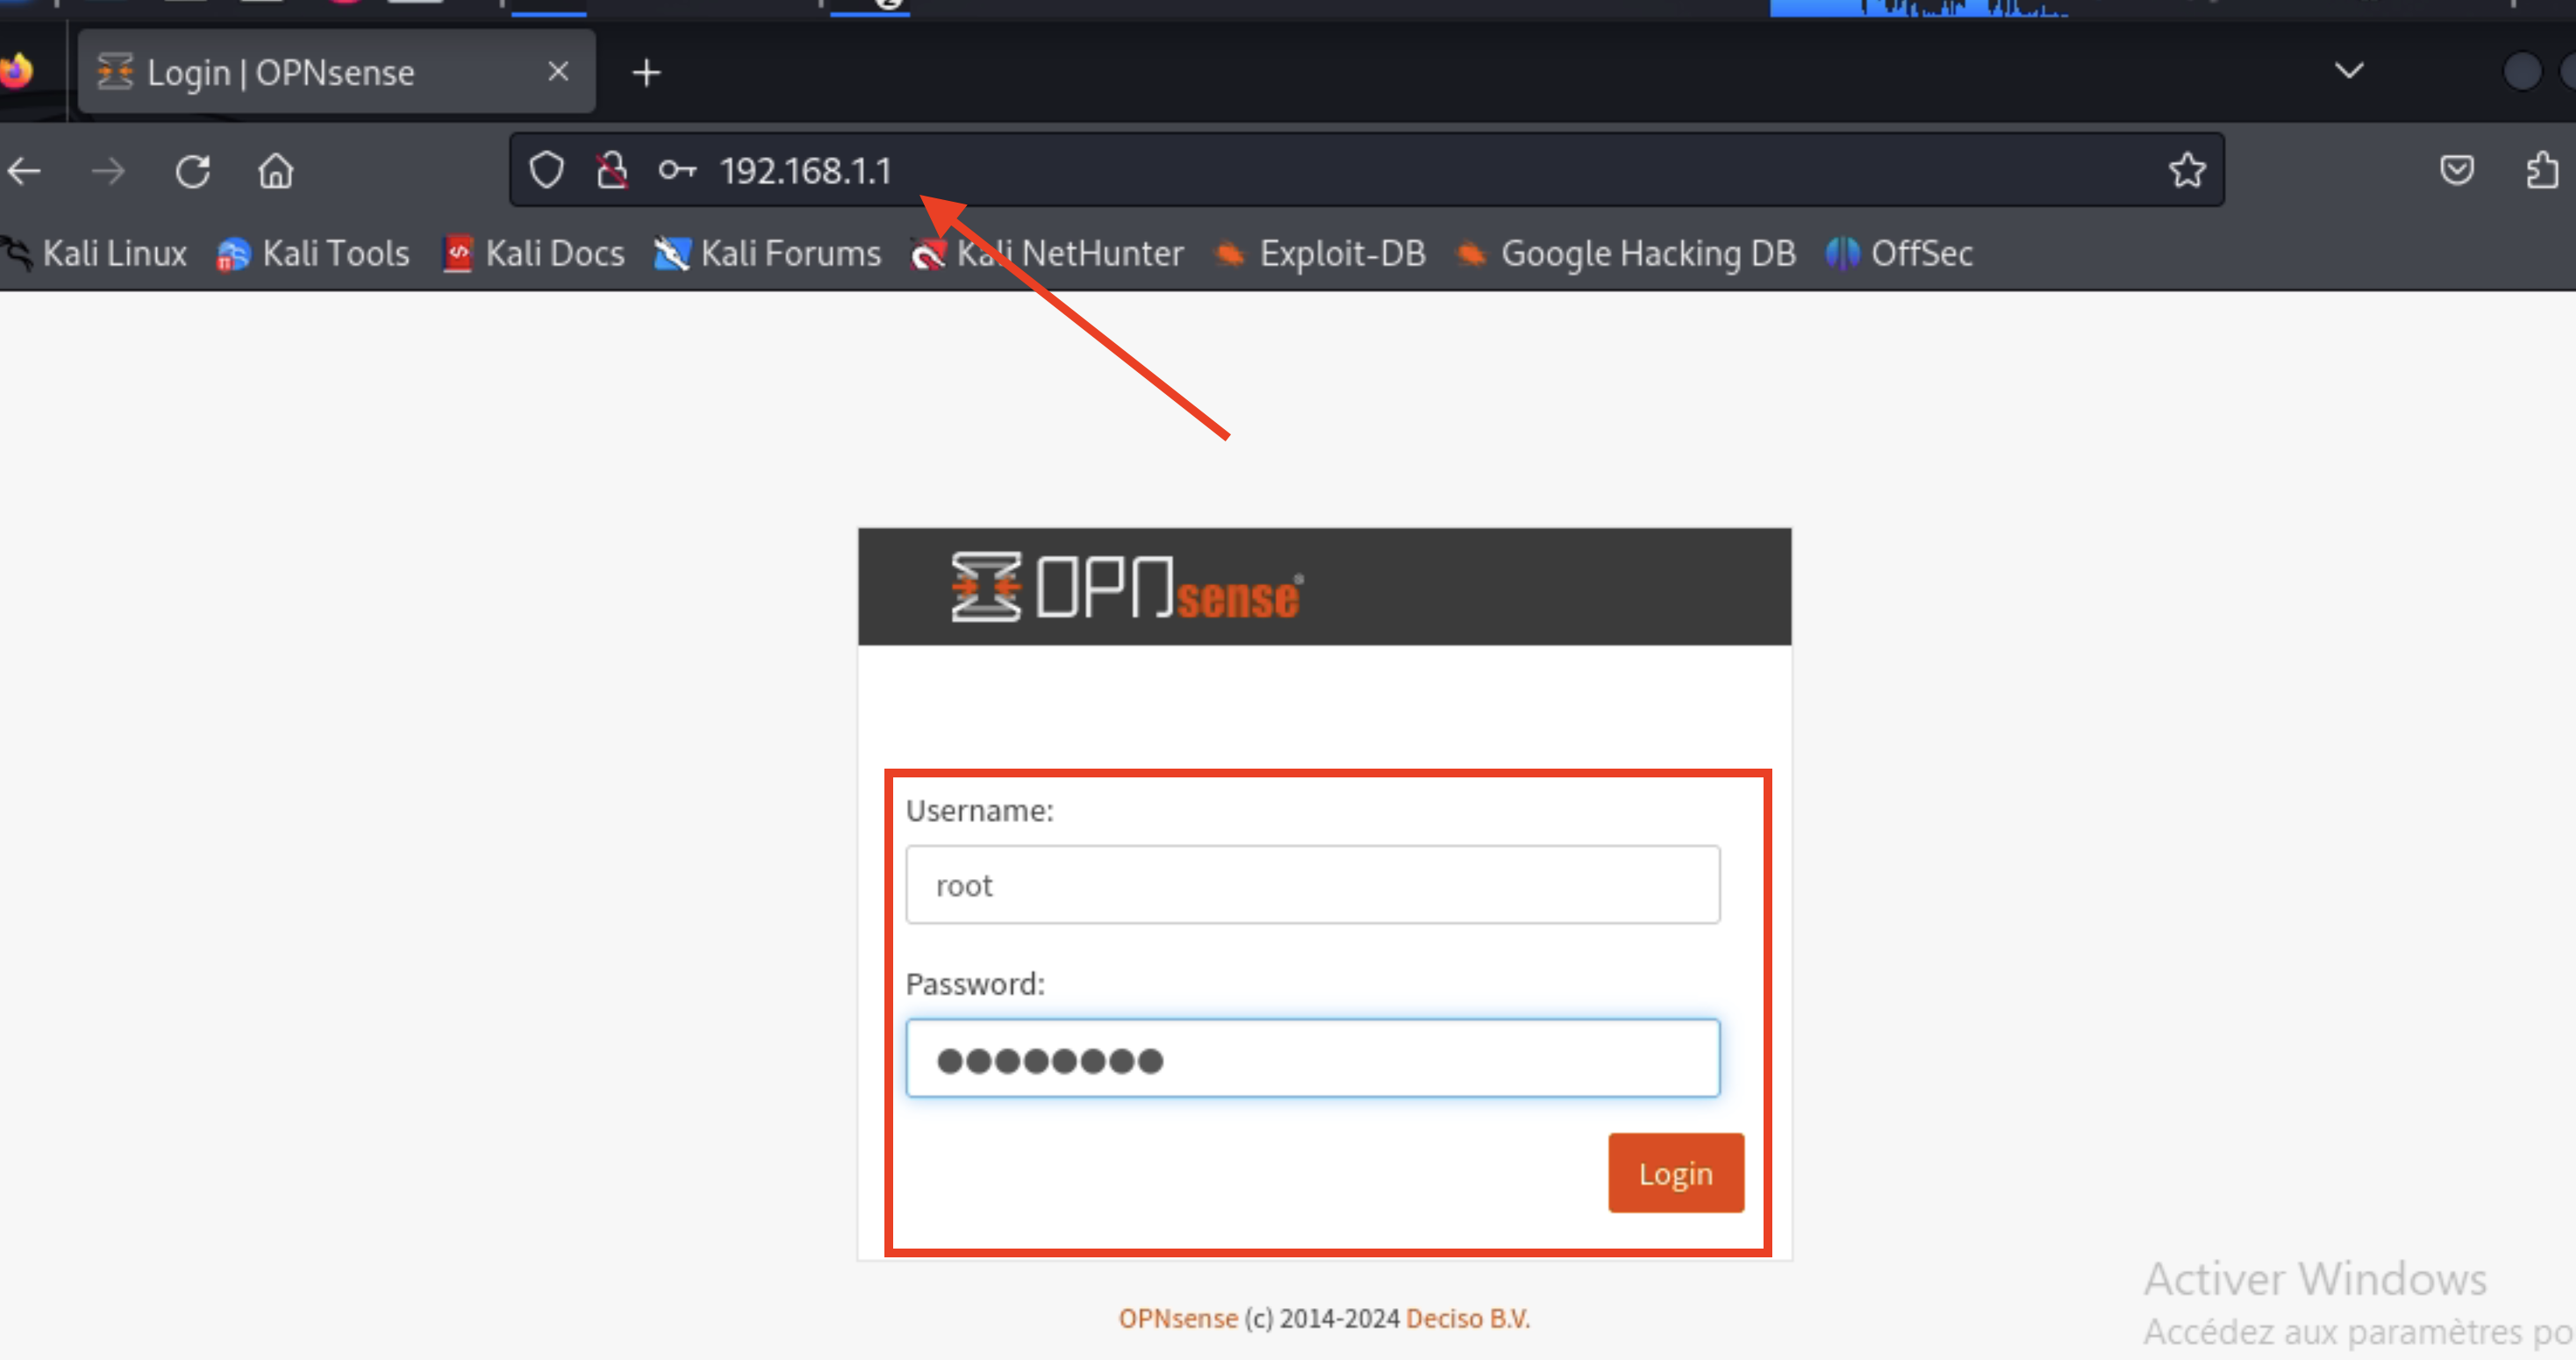 Login | OPNsense
192.168.1.1
Kali Linux Kali Tools Kali Docs Kali Forums Kali NetHunter Exploit-DB Google Hacking DB OffSec
OPNsense
Username:
root
Password:
Login
OPNsense (c) 2014-2024 Deciso B.V.
Activer Windows
Accédez aux paramètres